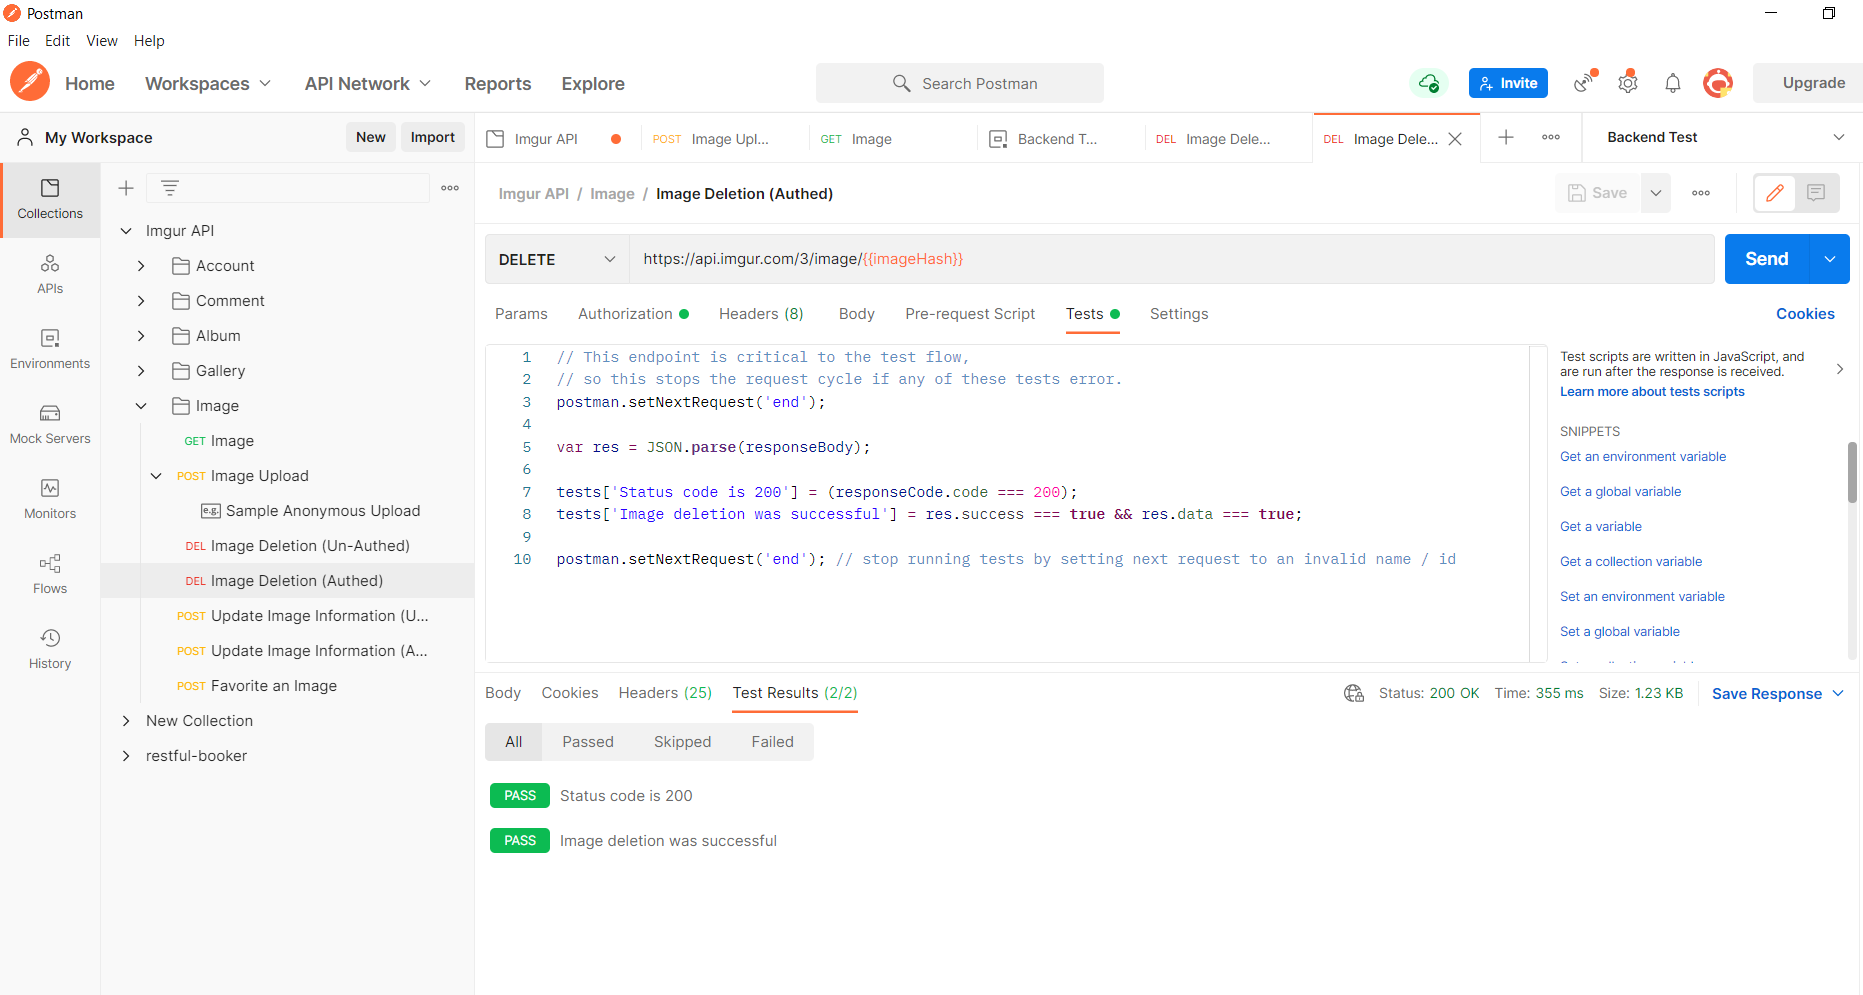 Postman
File Edit View Help
Home Workspaces API Network Reports Explore Search Postman Invite Upgrade
My Workspace New Import
Imgur API POST Image Upl... GET Image Backend T... DEL Image Dele... DEL Image Dele... Backend Test
Collections
APIs
Environments
Mock Servers
Monitors
Flows
History
Imgur API
Account
Comment
Album
Gallery
Image
GET Image
POST Image Upload
e.g. Sample Anonymous Upload
DEL Image Deletion (Un-Authed)
DEL Image Deletion (Authed)
POST Update Image Information (U...
POST Update Image Information (A...
POST Favorite an Image
New Collection
restful-booker
Imgur API / Image / Image Deletion (Authed) Save
DELETE https://api.imgur.com/3/image/{{imageHash}} Send
Params Authorization Headers (8) Body Pre-request Script Tests Settings Cookies
1 // This endpoint is critical to the test flow,
2 // so this stops the request cycle if any of these tests error.
3 postman.setNextRequest('end');
4
5 var res = JSON.parse(responseBody);
6
7 tests['Status code is 200'] = (responseCode.code === 200);
8 tests['Image deletion was successful'] = res.success === true && res.data === true;
9
10 postman.setNextRequest('end'); // stop running tests by setting next request to an invalid name / id
Test scripts are written in JavaScript, and
are run after the response is received.
Learn more about tests scripts
SNIPPETS
Get an environment variable
Get a global variable
Get a variable
Get a collection variable
Set an environment variable
Set a global variable
Body Cookies Headers (25) Test Results (2/2) Status: 200 OK Time: 355 ms Size: 1.23 KB Save Response
All Passed Skipped Failed
PASS Status code is 200
PASS Image deletion was successful